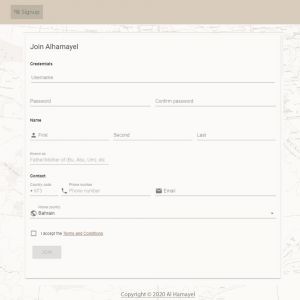 Signup
Join Alhamayel
Credentials
Username
Password Confirm password
Name
First Second Last
Known as
Father/Mother of (Bu, Abu, Um), etc.
Contact
Country code Phone number
+973 Phone number Email
Phone country
Bahrain
I accept the Terms and Conditions
JOIN
Copyright © 2020 Al Hamayel